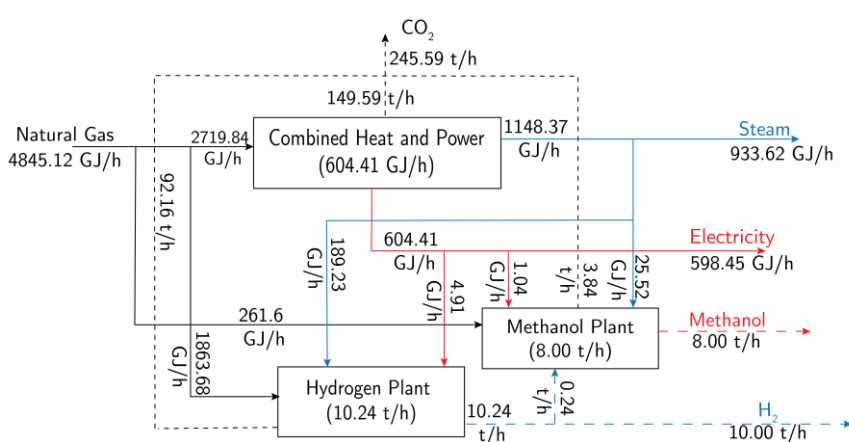 CO₂
245.59 t/h
149.59 t/h
Natural Gas
4845.12 GJ/h
2719.84
GJ/h
Combined Heat and Power
(604.41 GJ/h)
1148.37
GJ/h
Steam
933.62 GJ/h
92.16 t/h
189.23
GJ/h
604.41
GJ/h
4.91
GJ/h
1.04
GJ/h
3.84
t/h
25.52
GJ/h
Electricity
598.45 GJ/h
261.6
GJ/h
1863.68
GJ/h
Methanol Plant
(8.00 t/h)
Methanol
8.00 t/h
Hydrogen Plant
(10.24 t/h)
10.24
t/h
0.24
t/h
H₂
10.00 t/h